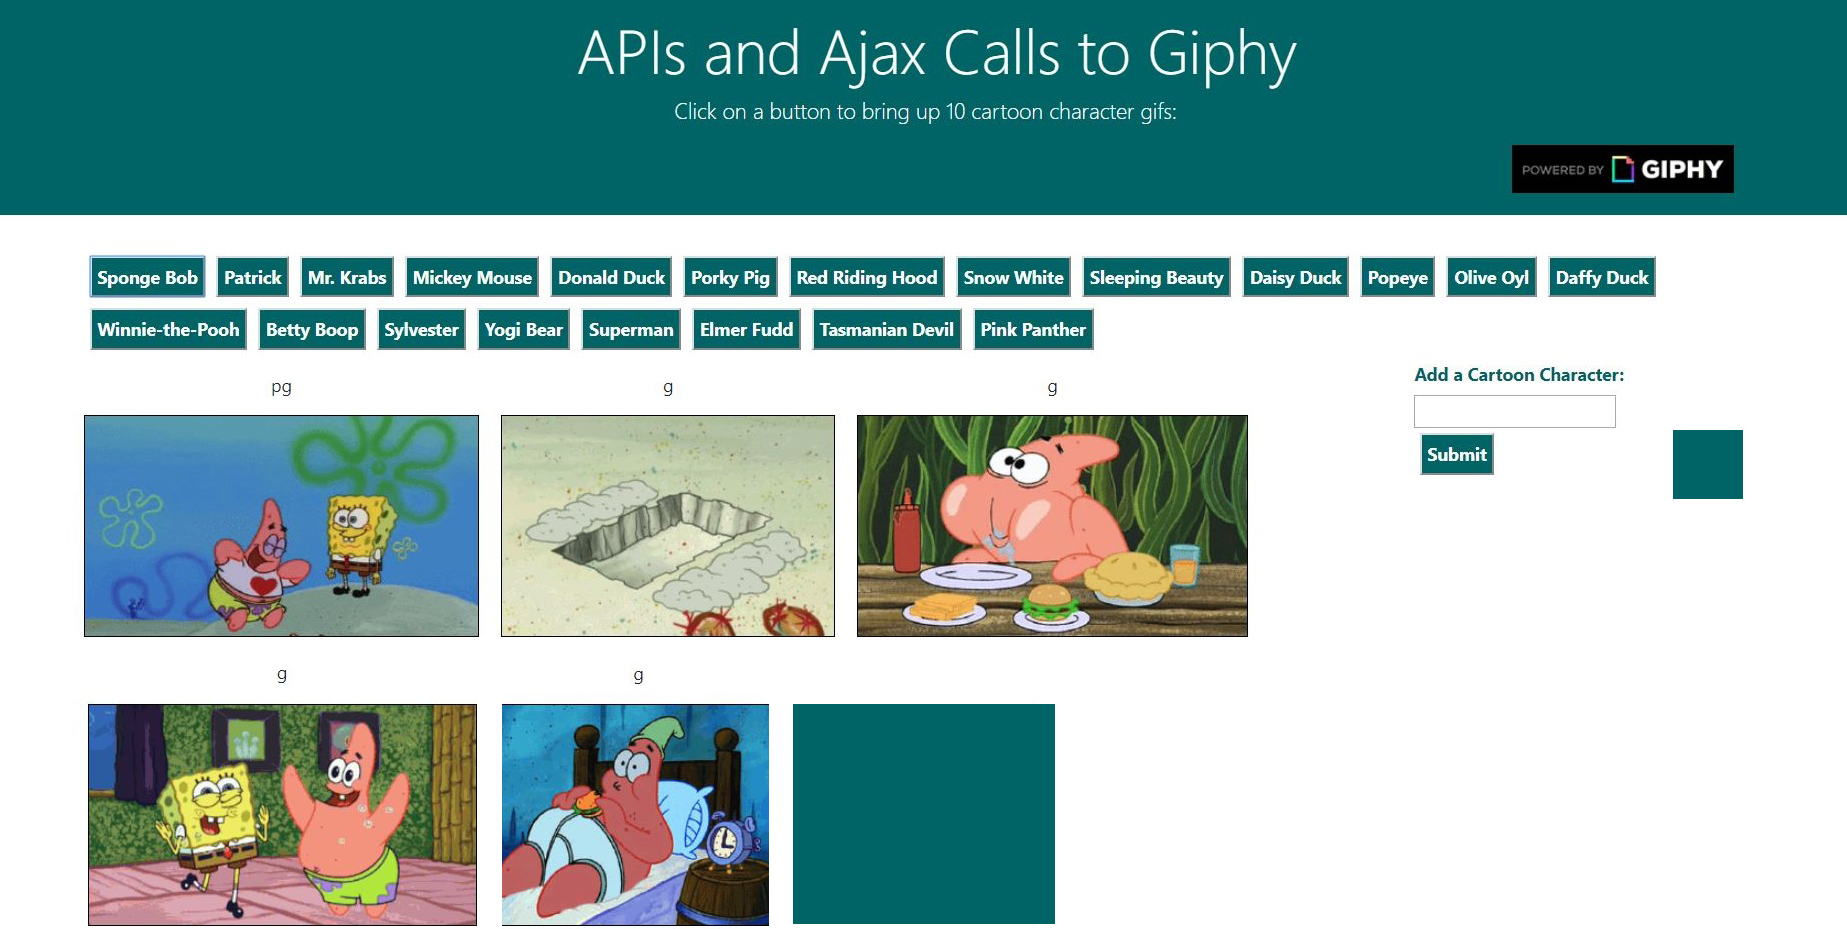 APIs and Ajax Calls to Giphy
Click on a button to bring up 10 cartoon character gifs:
POWERED BY GIPHY
Sponge Bob Patrick Mr. Krabs Mickey Mouse Donald Duck Porky Pig Red Riding Hood Snow White Sleeping Beauty Daisy Duck Popeye Olive Oyl Daffy Duck
Winnie-the-Pooh Betty Boop Sylvester Yogi Bear Superman Elmer Fudd Tasmanian Devil Pink Panther
Add a Cartoon Character:
Submit
pg g g
g g